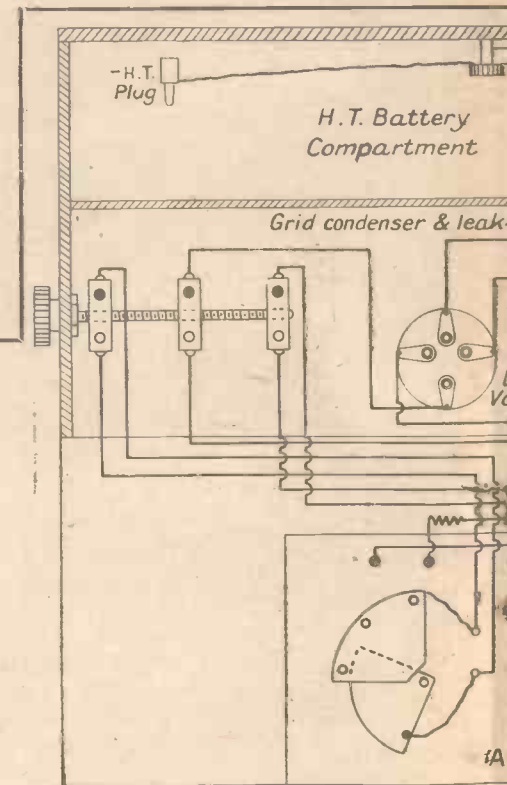 -H.T.
Plug
H.T. Battery
Compartment
Grid condenser & leak